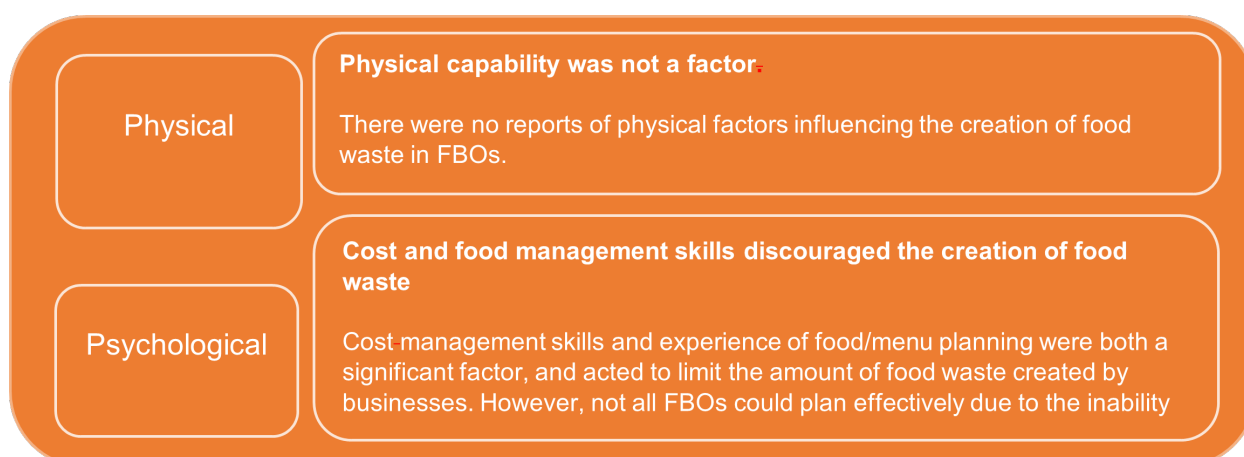 Physical
Physical capability was not a factor.
There were no reports of physical factors influencing the creation of food
waste in FBOs.
Psychological
Cost and food management skills discouraged the creation of food
waste
Cost-management skills and experience of food/menu planning were both a
significant factor, and acted to limit the amount of food waste created by
businesses. However, not all FBOs could plan effectively due to the inability